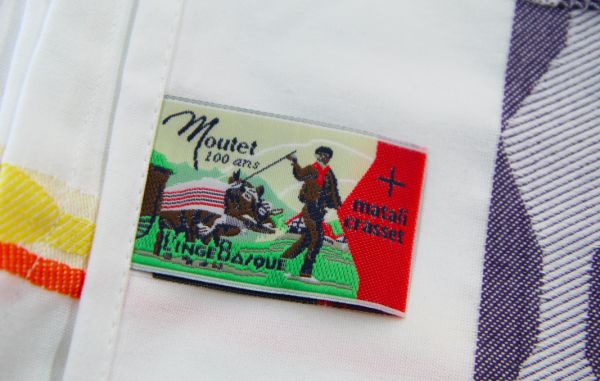 Moutet
100 ans
+
matali
crasset
LINGE BASQUE